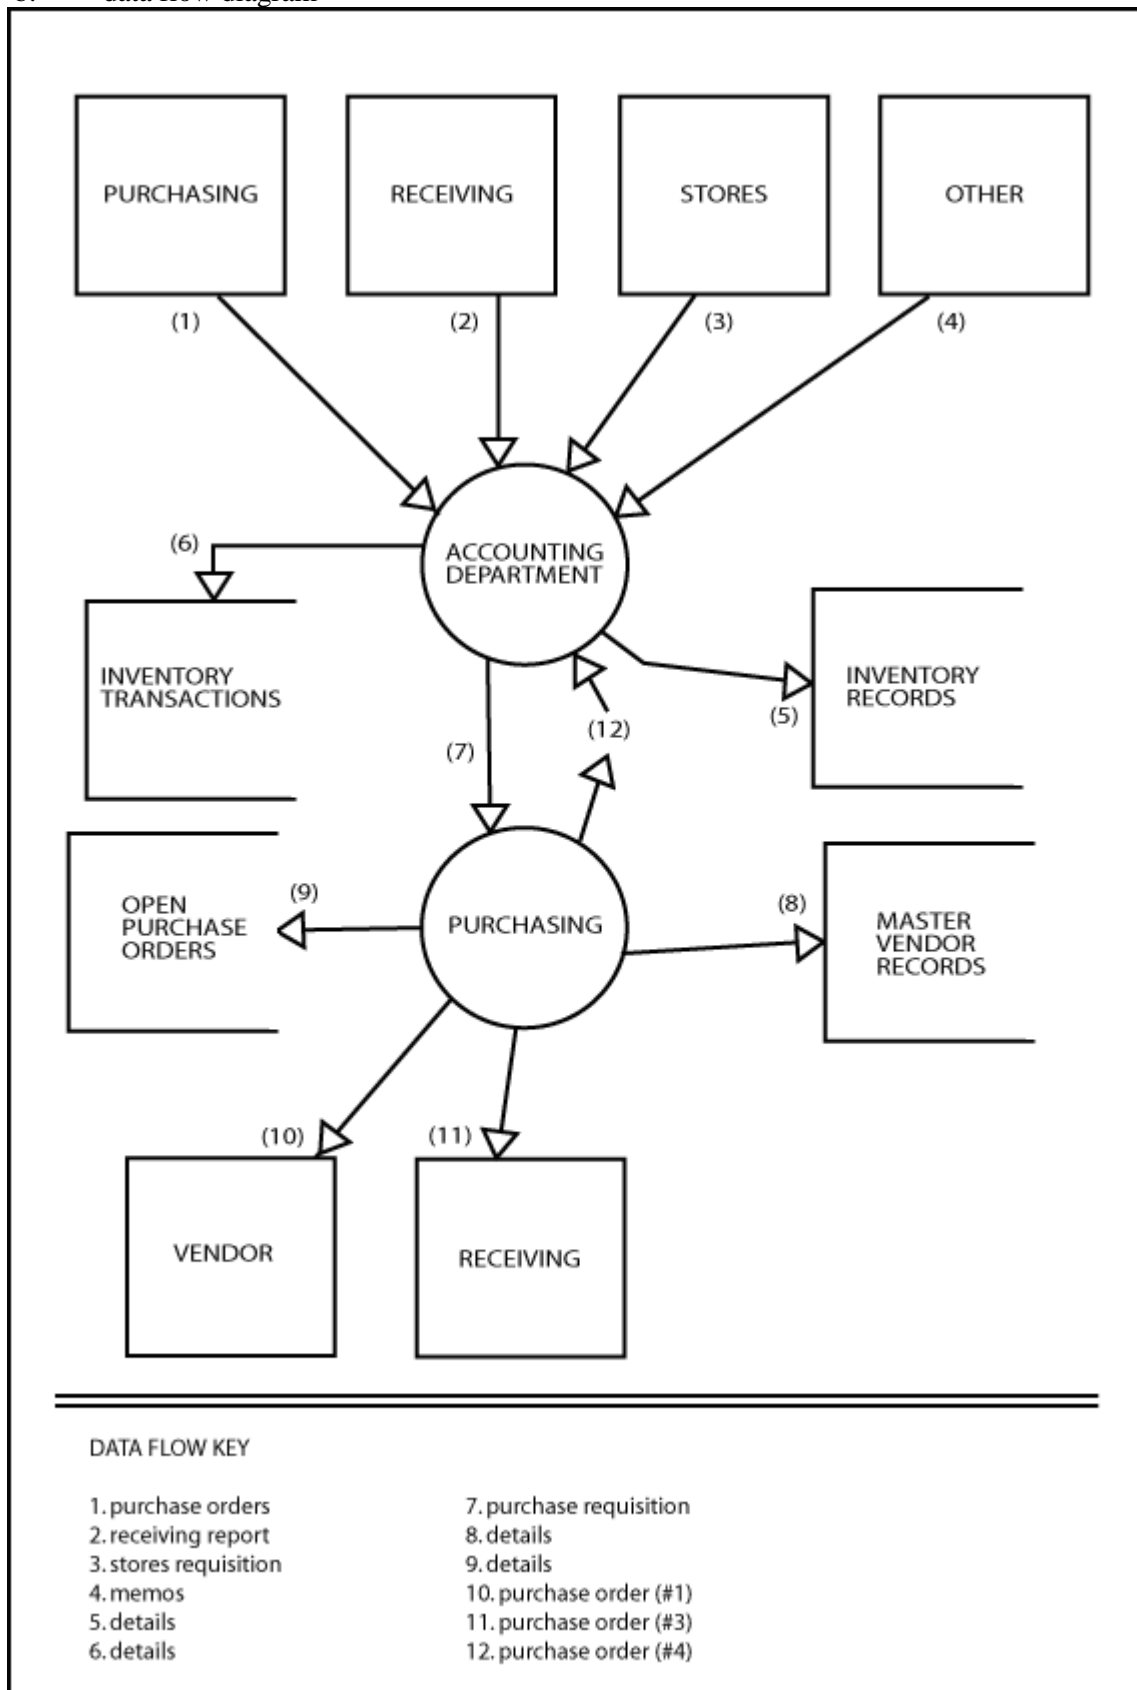 data flow diagram
PURCHASING
RECEIVING
STORES
OTHER
(1)
(2)
(3)
(4)
ACCOUNTING
DEPARTMENT
(6)
INVENTORY
TRANSACTIONS
INVENTORY
RECORDS
(5)
(12)
(7)
OPEN
PURCHASE
ORDERS
(9)
PURCHASING
(8)
MASTER
VENDOR
RECORDS
(10)
(11)
VENDOR
RECEIVING
DATA FLOW KEY
1. purchase orders
2. receiving report
3. stores requisition
4. memos
5. details
6. details
7. purchase requisition
8. details
9. details
10. purchase order (#1)
11. purchase order (#3)
12. purchase order (#4)